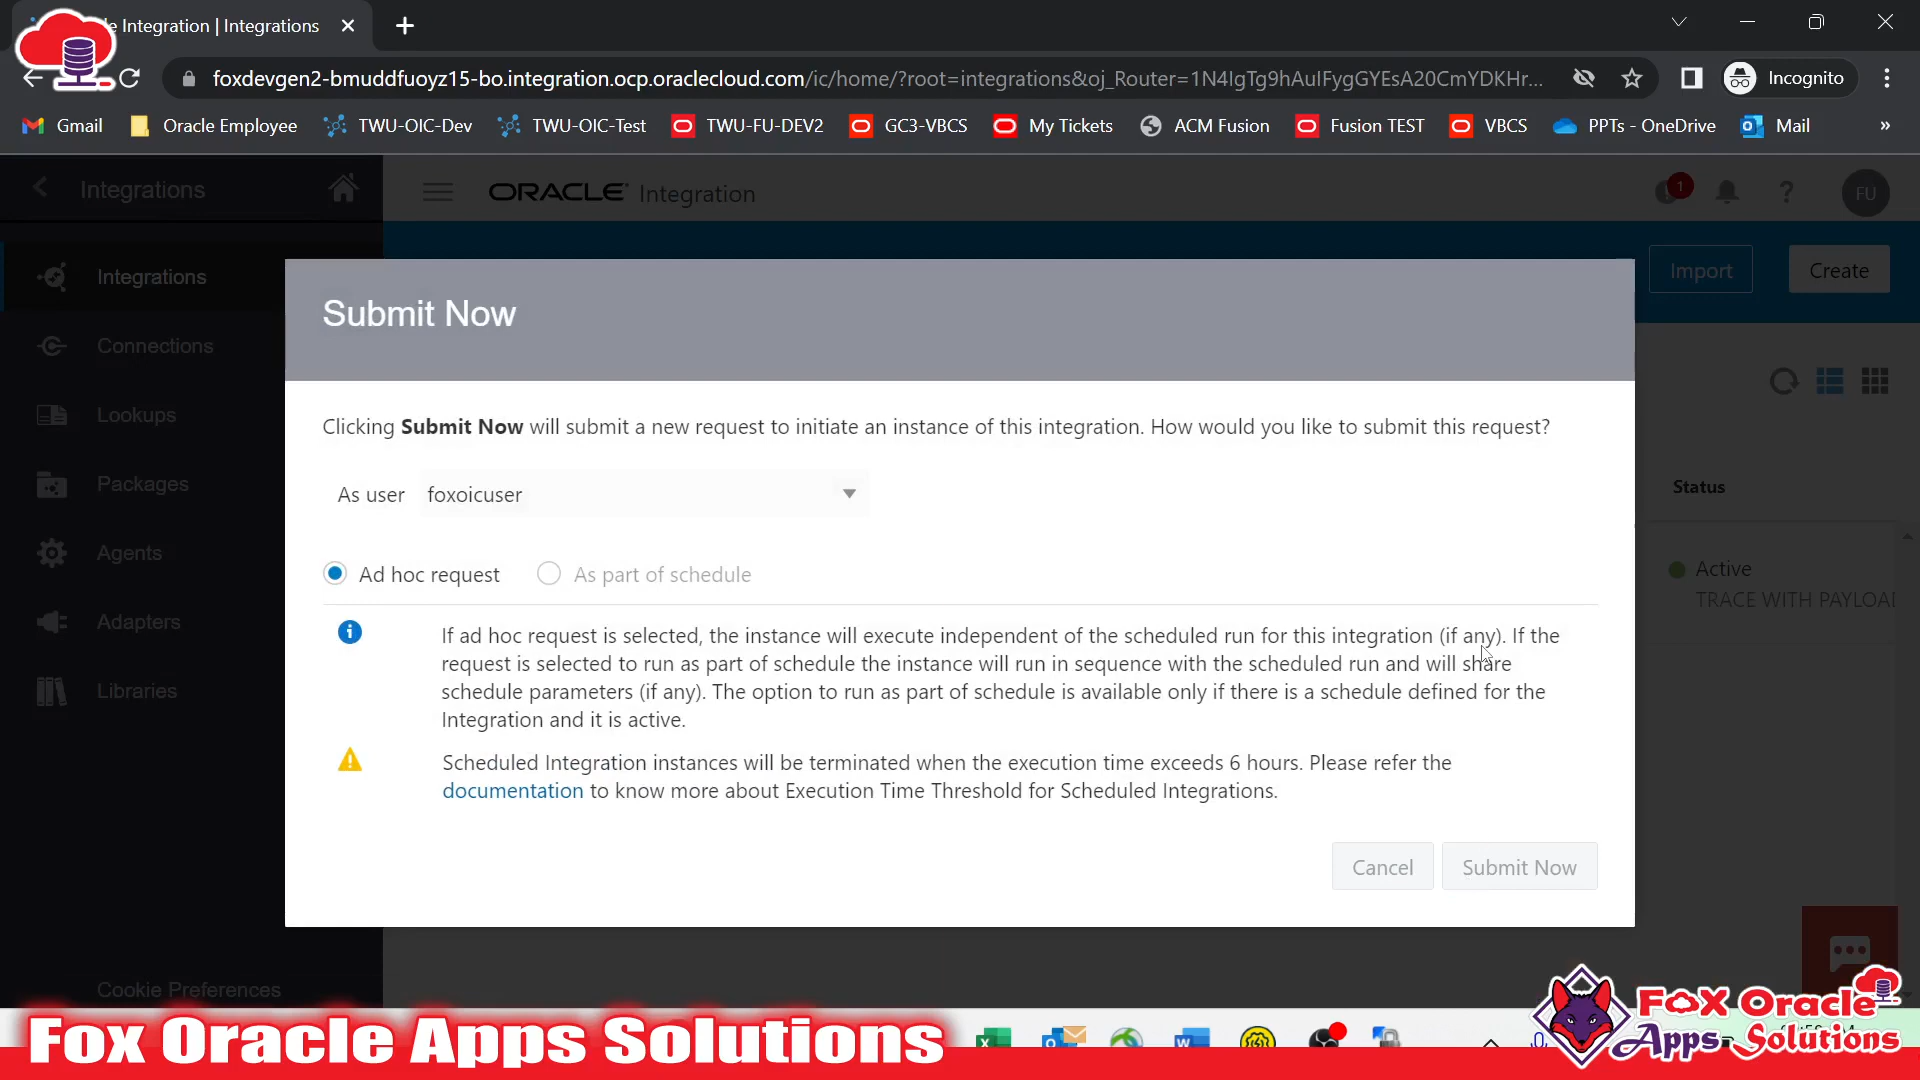 Integration | Integrations
foxdevgen2-bmuddfuoyz15-bo.integration.ocp.oraclecloud.com/ic/home/?root=integrations&oj_Router=1N4IgTg9hAuIFygGYEsA20CmYDKHr...
Incognito
Gmail
Oracle Employee
TWU-OIC-Dev
TWU-OIC-Test
TWU-FU-DEV2
GC3-VBCS
My Tickets
ACM Fusion
Fusion TEST
VBCS
PPTs - OneDrive
Mail
»
Integrations
ORACLE Integration
1
?
FU
Integrations
Import
Create
Submit Now
Connections
Clicking Submit Now will submit a new request to initiate an instance of this integration. How would you like to submit this request?
Lookups
Packages
As user foxoicuser
Status
Agents
Ad hoc request
As part of schedule
Active
TRACE WITH PAYLOA
Adapters
If ad hoc request is selected, the instance will execute independent of the scheduled run for this integration (if any). If the
request is selected to run as part of schedule the instance will run in sequence with the scheduled run and will share
schedule parameters (if any). The option to run as part of schedule is available only if there is a schedule defined for the
Integration and it is active.
Libraries
Scheduled Integration instances will be terminated when the execution time exceeds 6 hours. Please refer the
documentation to know more about Execution Time Threshold for Scheduled Integrations.
Cancel
Submit Now
Cookie Preferences
Fox Oracle Apps Solutions
Fox Oracle
Apps Solutions